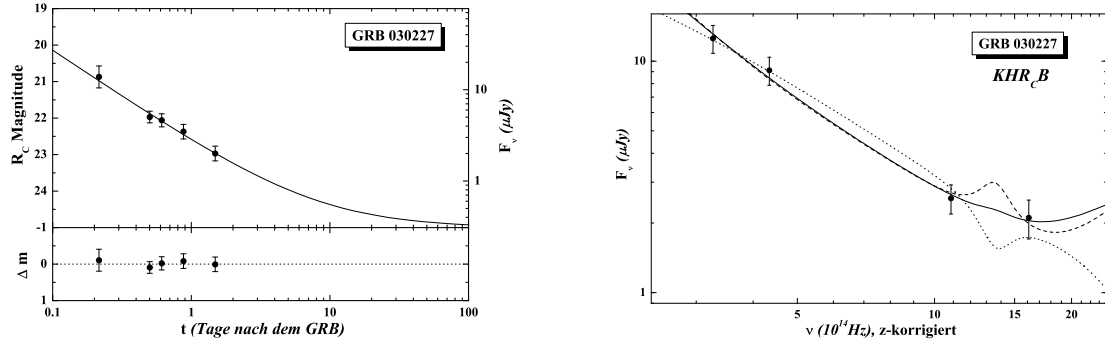 19
20
21
22
23
24
-1
0
1
R_C Magnitude
Δ m
GRB 030227
10
1
F_ν (μJy)
0.1
1
10
100
t (Tage nach dem GRB)
10
1
F_ν (μJy)
GRB 030227
KHR_CB
5
10
15
20
ν (10^14Hz), z-korrigiert